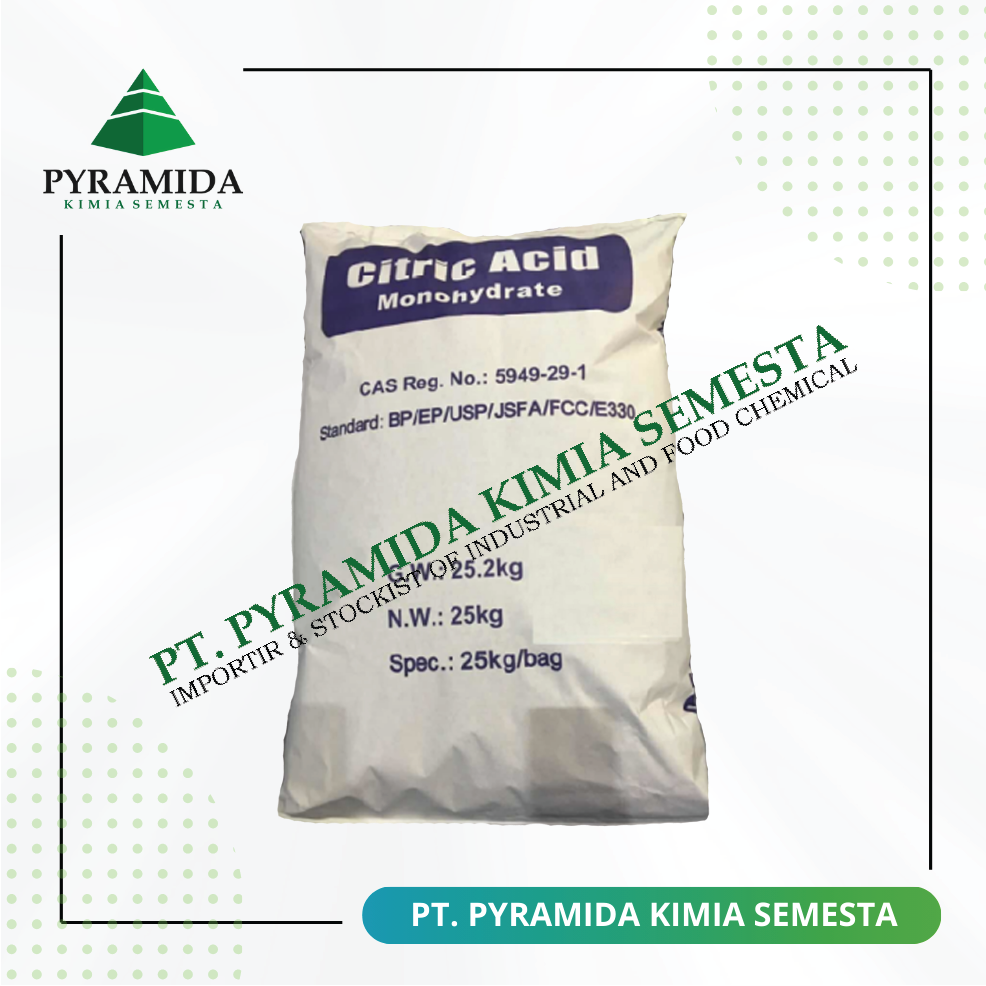 PYRAMIDA
KIMIA SEMESTA
Citric Acid
Monohydrate
CAS Reg. No.: 5949-29-1
Standard: BP/EP/USP/JSFA/FCC/E330
PT. PYRAMIDA KIMIA SEMESTA
IMPORTIR & STOCKIST OF INDUSTRIAL AND FOOD CHEMICAL
G.W.: 25.2kg
N.W.: 25kg
Spec.: 25kg/bag
PT. PYRAMIDA KIMIA SEMESTA